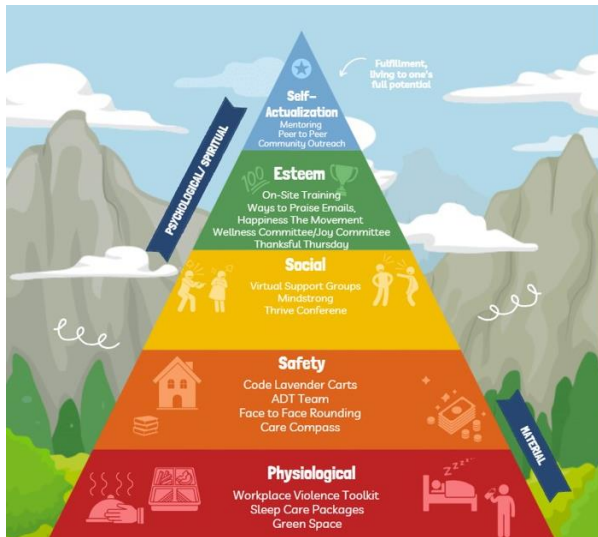 Fulfillment,
living to one's
full potential
Self-
Actualization
Mentoring
Peer to Peer
Community Outreach
PSYCHOLOGICAL/ SPIRITUAL
100
Esteem
On-Site Training
Ways to Praise Emails,
Happiness The Movement
Wellness Committee/Joy Committee
Thanksful Thursday
Social
Virtual Support Groups
Mindstrong
Thrive Conferene
Safety
Code Lavender Carts
ADT Team
Face to Face Rounding
Care Compass
MATERIAL
Physiological
Workplace Violence Toolkit
Sleep Care Packages
Green Space
zzzz